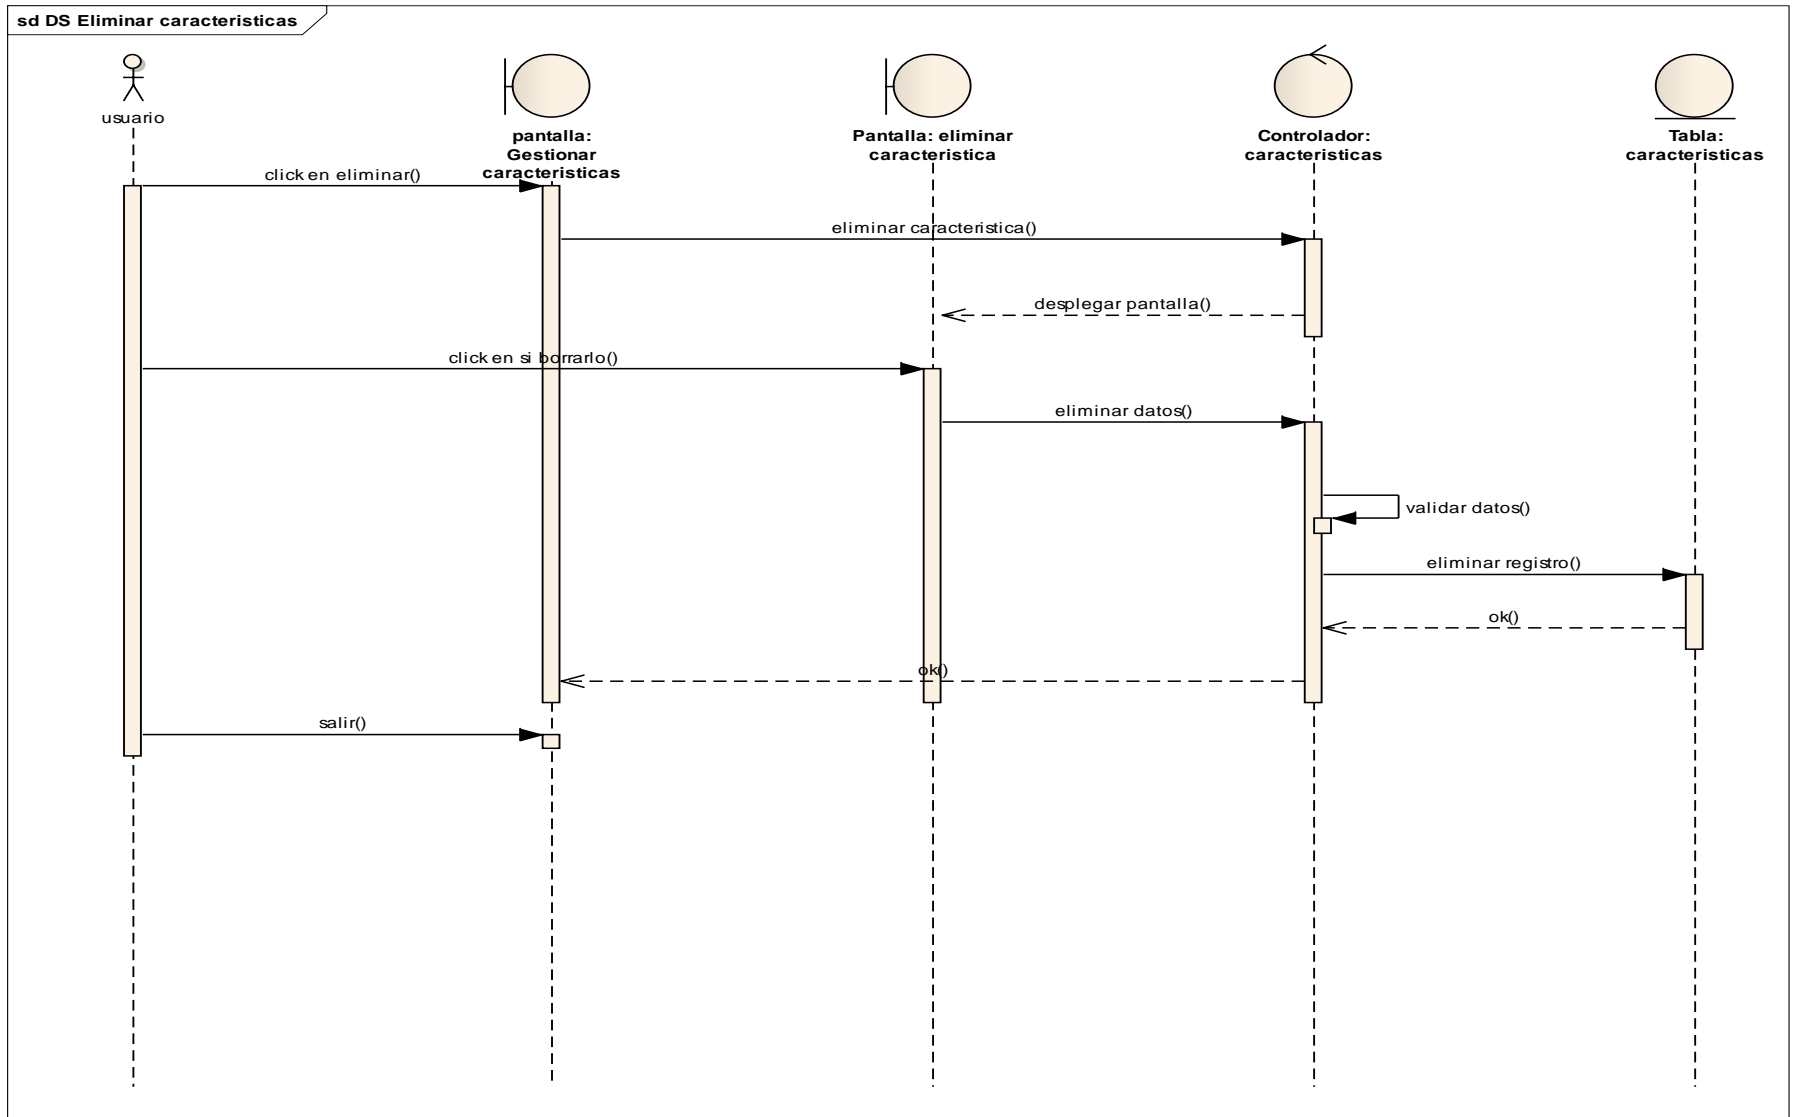 sd DS Eliminar caracteristicas
usuario
pantalla:
Gestionar
caracteristicas
Pantalla: eliminar
caracteristica
Controlador:
caracteristicas
Tabla:
caracteristicas
click en eliminar()
eliminar caracteristica()
desplegar pantalla()
click en si borrarlo()
eliminar datos()
validar datos()
eliminar registro()
ok()
ok()
salir()